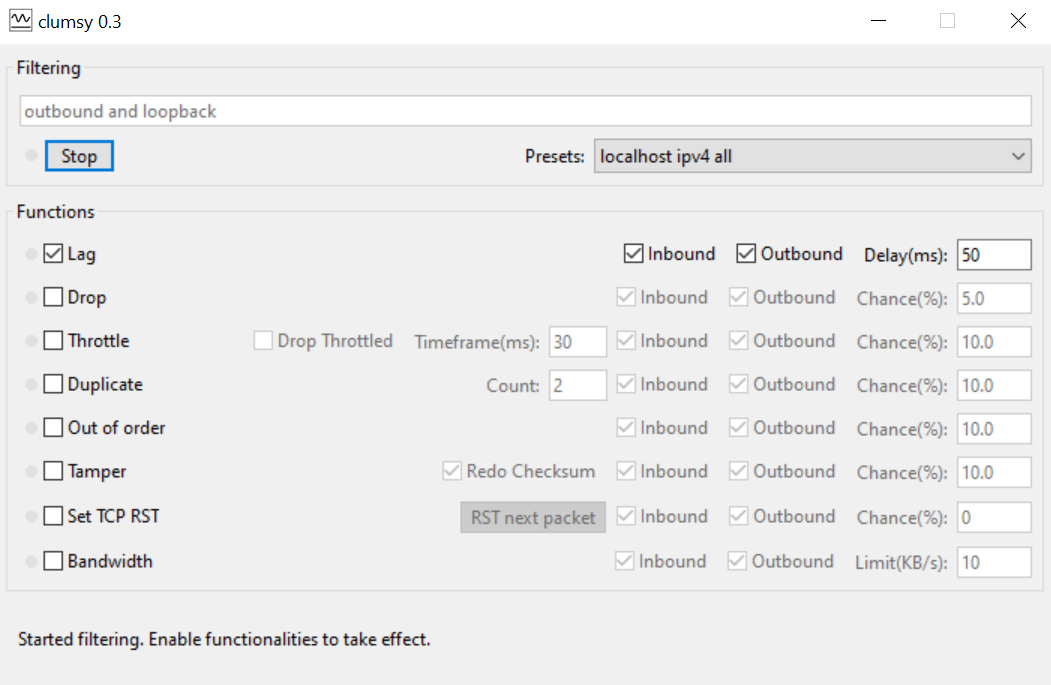 clumsy 0.3
Filtering
outbound and loopback
Stop Presets: localhost ipv4 all
Functions
Lag Inbound Outbound Delay(ms): 50
Drop Inbound Outbound Chance(%): 5.0
Throttle Drop Throttled Timeframe(ms): 30 Inbound Outbound Chance(%): 10.0
Duplicate Count: 2 Inbound Outbound Chance(%): 10.0
Out of order Inbound Outbound Chance(%): 10.0
Tamper Redo Checksum Inbound Outbound Chance(%): 10.0
Set TCP RST RST next packet Inbound Outbound Chance(%): 0
Bandwidth Inbound Outbound Limit(KB/s): 10
Started filtering. Enable functionalities to take effect.